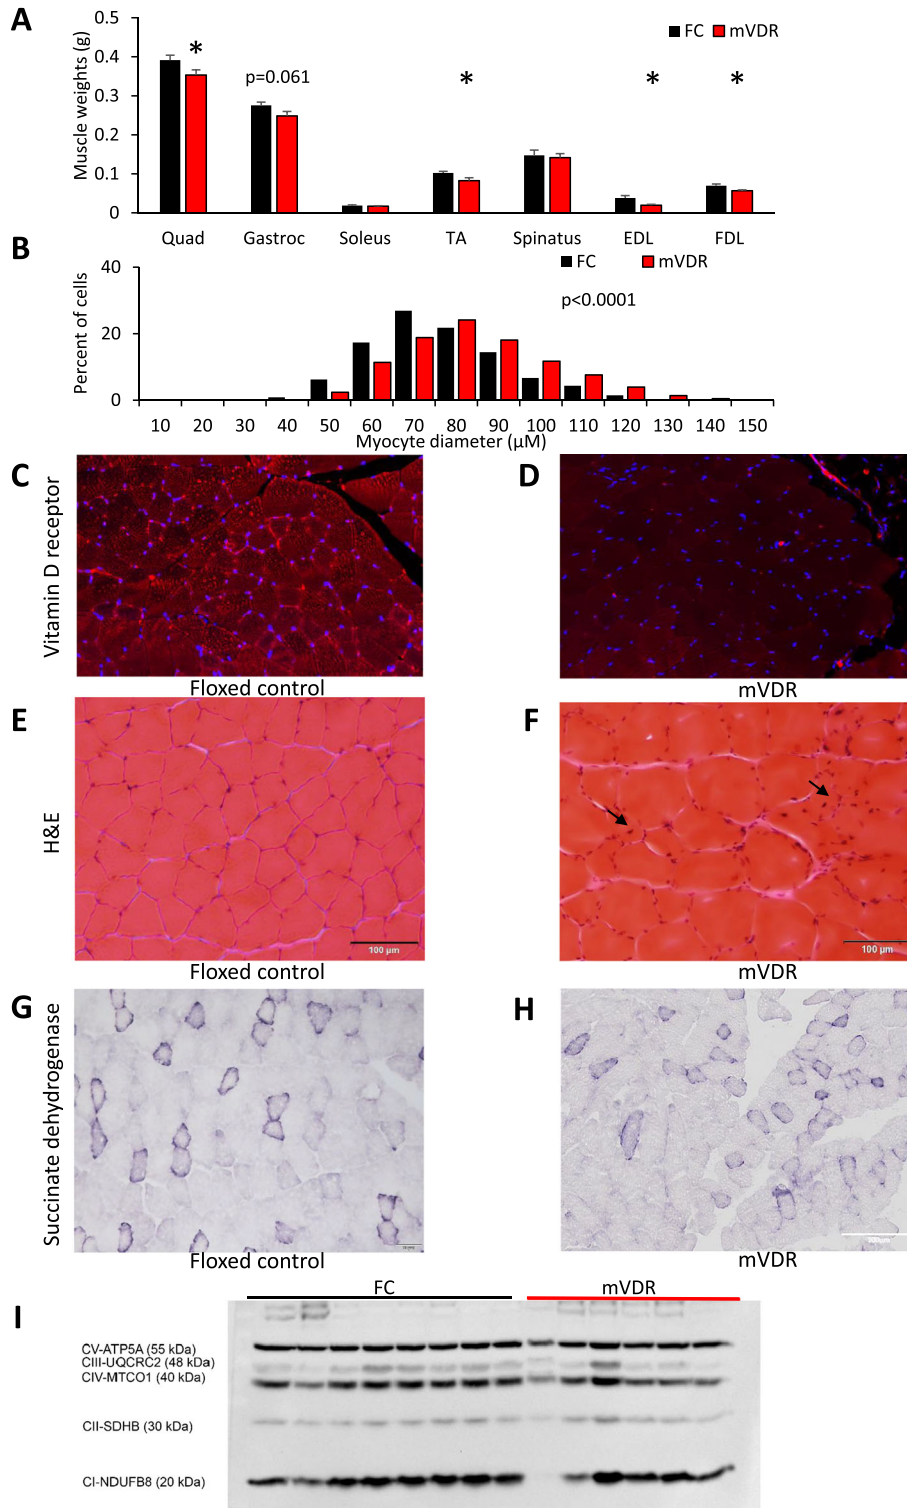 A
Muscle weights (g)
0.5
0.4
0.3
0.2
0.1
0
FC mVDR
*
p=0.061
* * *
Quad Gastroc Soleus TA Spinatus EDL FDL
B
Percent of cells
40
20
0
FC mVDR
p<0.0001
10 20 30 40 50 60 70 80 90 100 110 120 130 140 150
Myocyte diameter (µM)
C
D
Vitamin D receptor
Floxed control
mVDR
E
F
H&E
100 µm
100 µm
Floxed control
mVDR
G
H
Succinate dehydrogenase
Floxed control
mVDR
FC
mVDR
I
CV-ATP5A (55 kDa)
CIII-UQCRC2 (48 kDa)
CIV-MTCO1 (40 kDa)
CII-SDHB (30 kDa)
CI-NDUFB8 (20 kDa)